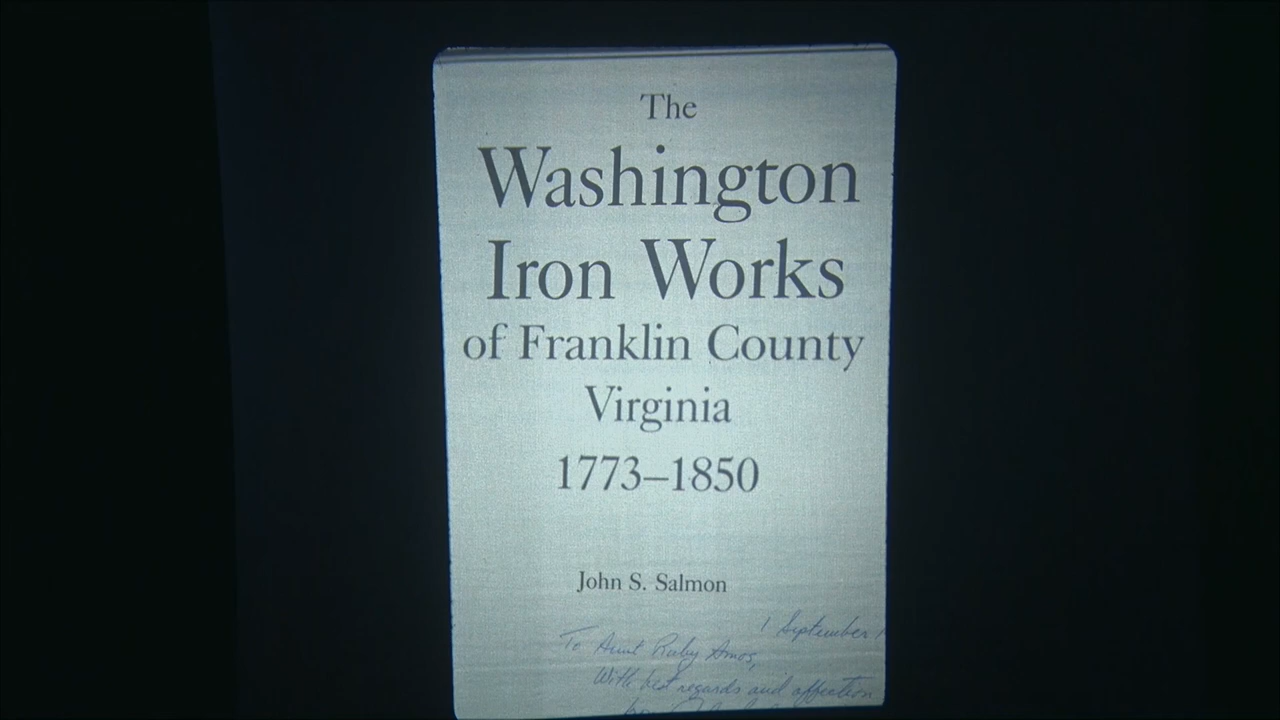 The
Washington
Iron Works
of Franklin County
Virginia
1773–1850
John S. Salmon
1 September
To Aunt Ruby Amos,
With best regards and affection